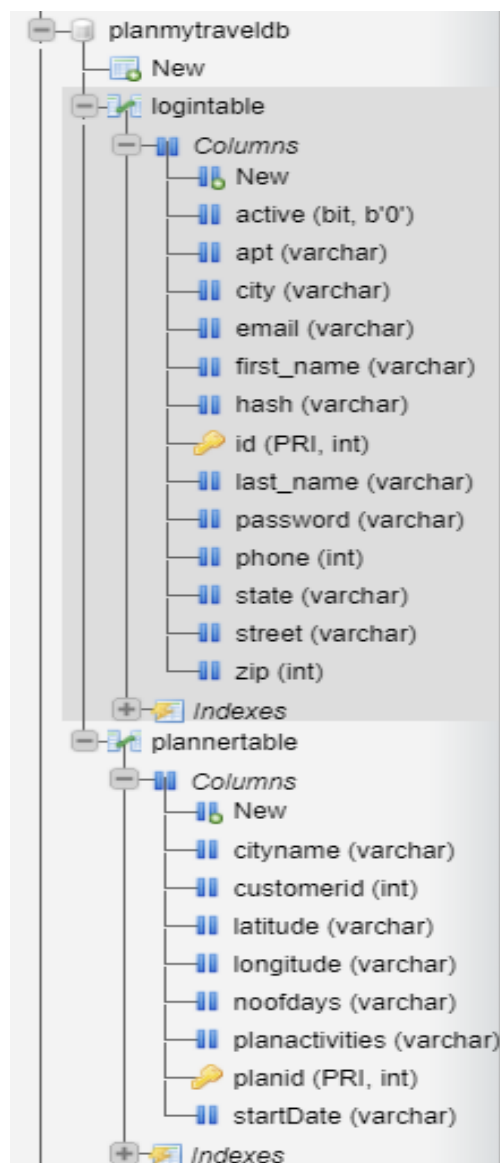 planmytraveldb
New
logintable
Columns
New
active (bit, b'0')
apt (varchar)
city (varchar)
email (varchar)
first_name (varchar)
hash (varchar)
id (PRI, int)
last_name (varchar)
password (varchar)
phone (int)
state (varchar)
street (varchar)
zip (int)
Indexes
plannertable
Columns
New
cityname (varchar)
customerid (int)
latitude (varchar)
longitude (varchar)
noofdays (varchar)
planactivities (varchar)
planid (PRI, int)
startDate (varchar)
Indexes